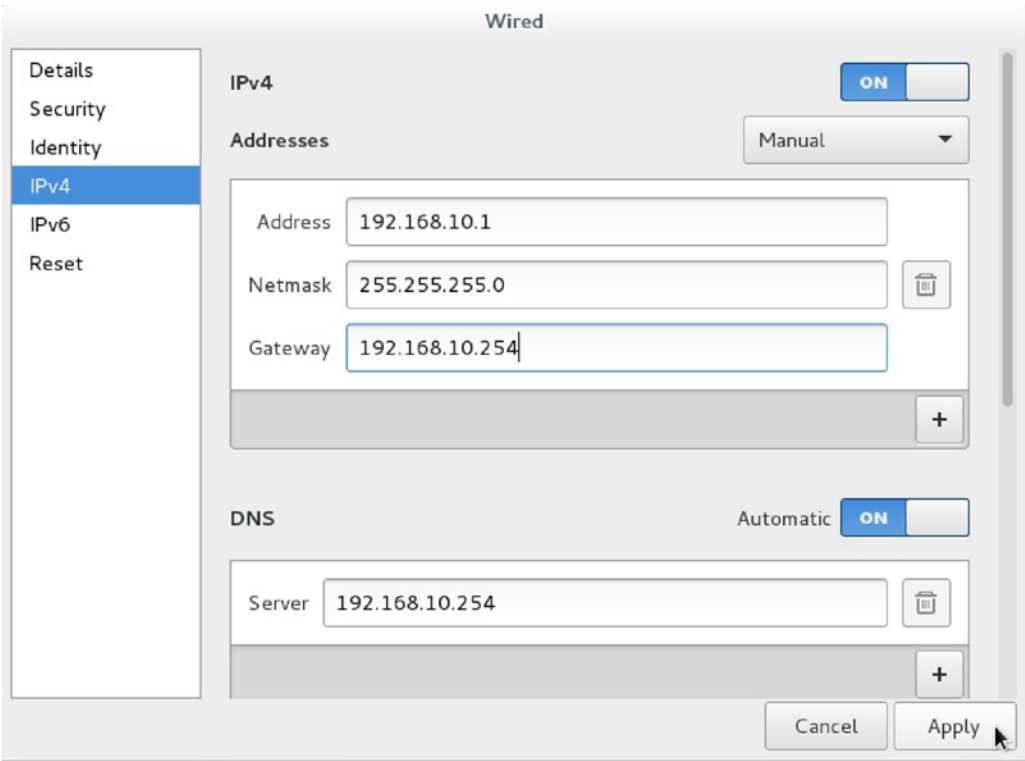 Wired
Details
Security
Identity
IPv4
IPv6
Reset
IPv4 ON
Addresses Manual
Address 192.168.10.1
Netmask 255.255.255.0
Gateway 192.168.10.254
+
DNS Automatic ON
Server 192.168.10.254
+
Cancel Apply